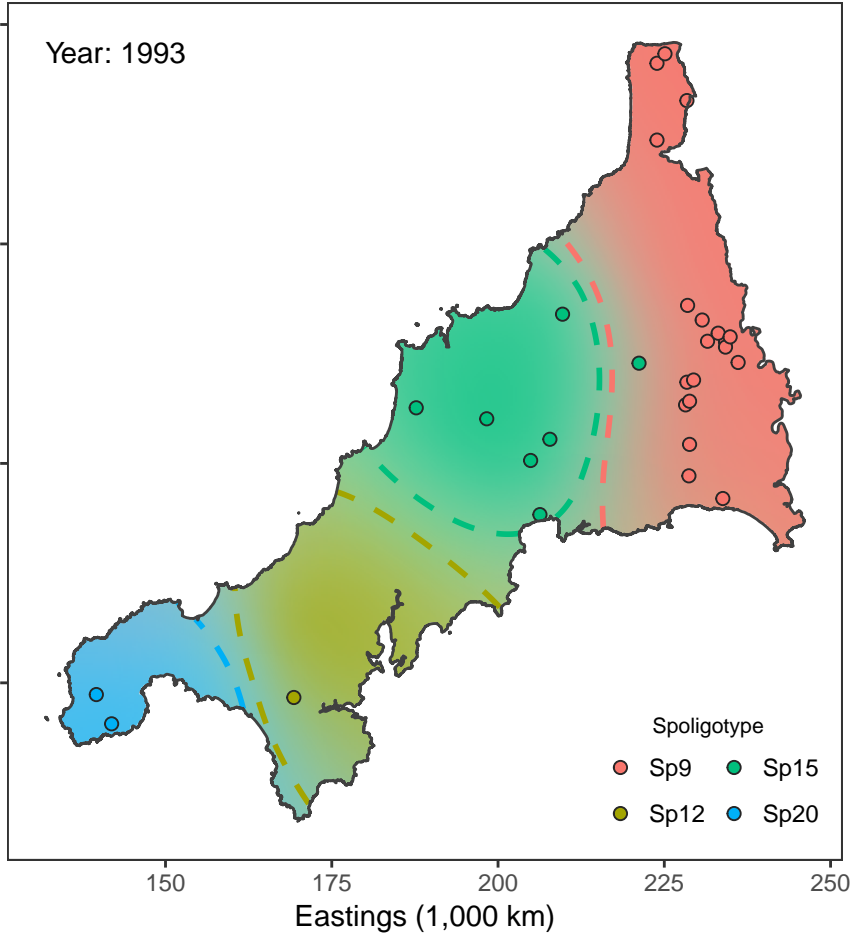 Year: 1993
Spoligotype
Sp9 Sp15
Sp12 Sp20
150 175 200 225 250
Eastings (1,000 km)